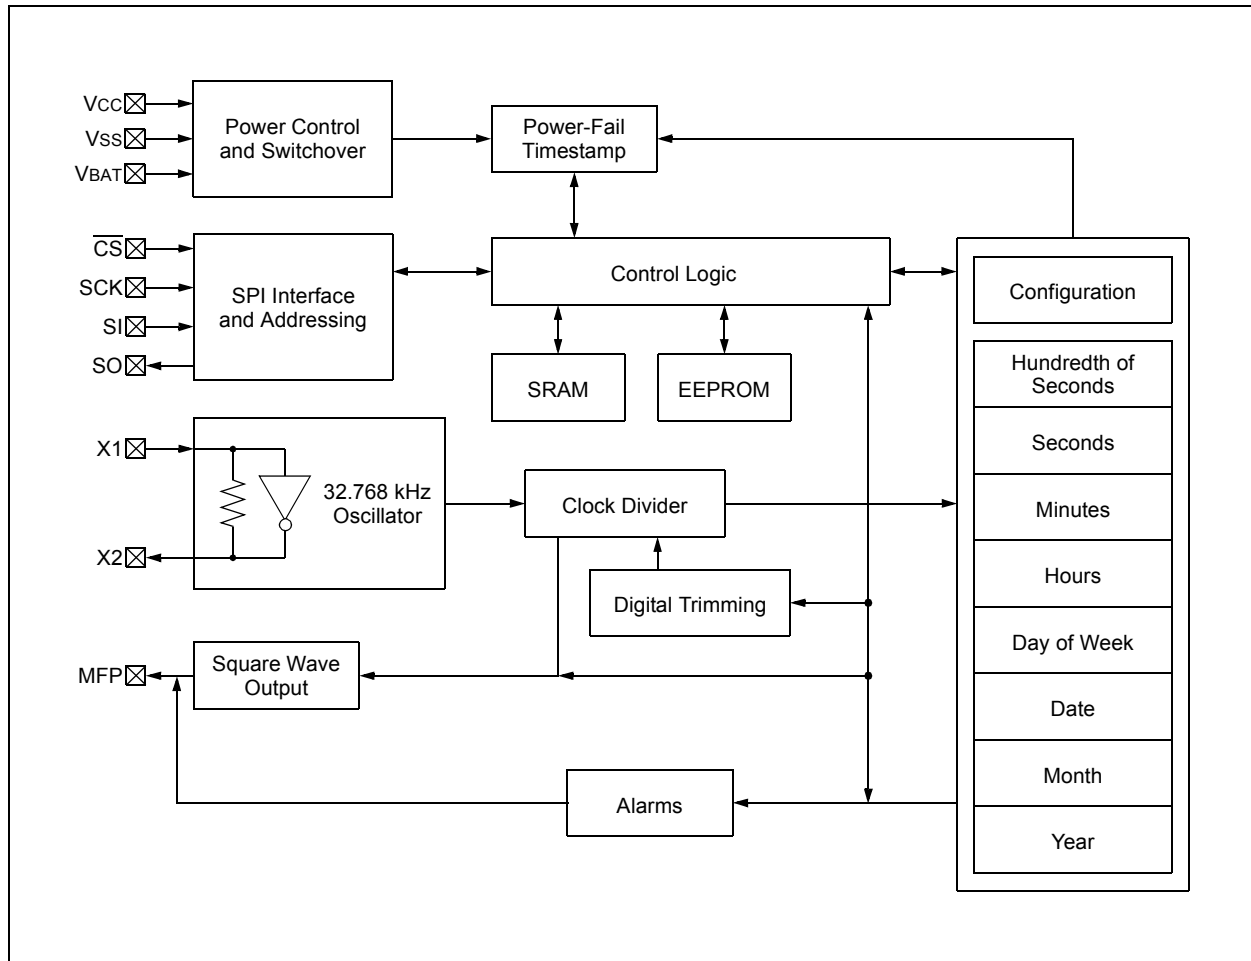 VCC
VSS
VBAT
Power Control
and Switchover
Power-Fail
Timestamp
CS
SCK
SI
SO
SPI Interface
and Addressing
Control Logic
SRAM
EEPROM
Configuration
Hundredth of
Seconds
Seconds
Minutes
Hours
Day of Week
Date
Month
Year
X1
X2
32.768 kHz
Oscillator
Clock Divider
Digital Trimming
MFP
Square Wave
Output
Alarms